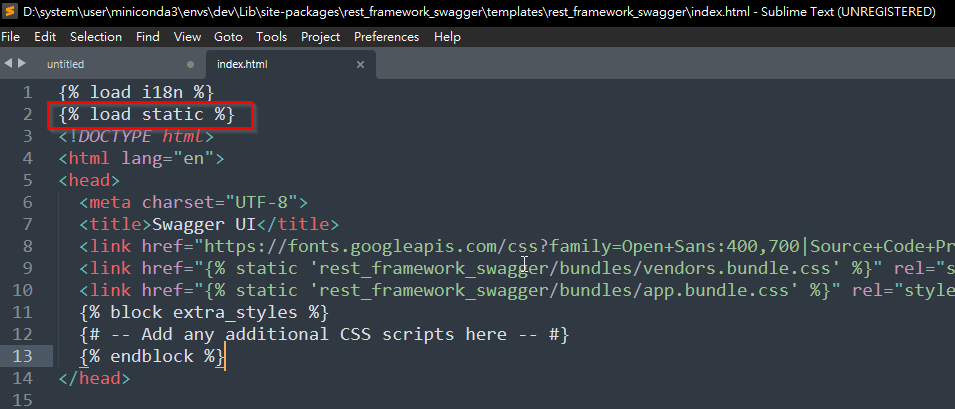 D:\system\user\miniconda3\envs\dev\Lib\site-packages\rest_framework_swagger\templates\rest_framework_swagger\index.html - Sublime Text (UNREGISTERED)
File Edit Selection Find View Goto Tools Project Preferences Help
untitled index.html
1 {% load i18n %}
2 {% load static %}
3 <!DOCTYPE html>
4 <html lang="en">
5 <head>
6 <meta charset="UTF-8">
7 <title>Swagger UI</title>
8 <link href="https://fonts.googleapis.com/css?family=Open+Sans:400,700|Source+Code+Pr
9 <link href="{% static 'rest_framework_swagger/bundles/vendors.bundle.css' %}" rel="s
10 <link href="{% static 'rest_framework_swagger/bundles/app.bundle.css' %}" rel="style
11 {% block extra_styles %}
12 {# -- Add any additional CSS scripts here -- #}
13 {% endblock %}
14 </head>
15